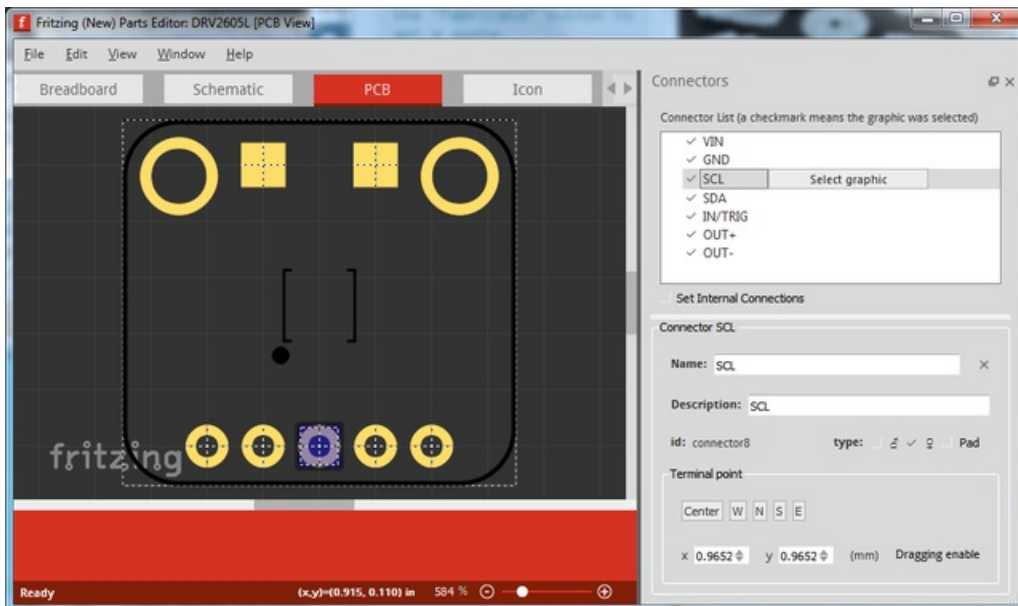 Fritzing (New) Parts Editor: DRV2605L [PCB View]
File Edit View Window Help
Breadboard Schematic PCB Icon
Connectors
Connector List (a checkmark means the graphic was selected)
VIN
GND
SCL Select graphic
SDA
IN/TRIG
OUT+
OUT-
Set Internal Connections
Connector SCL
Name: SCL
Description: SCL
id: connector8 type: Pad
Terminal point
Center W N S E
x 0.9652 y 0.9652 (mm) Dragging enable
fritzing
Ready (x,y)=(0.915, 0.110) in 584 %